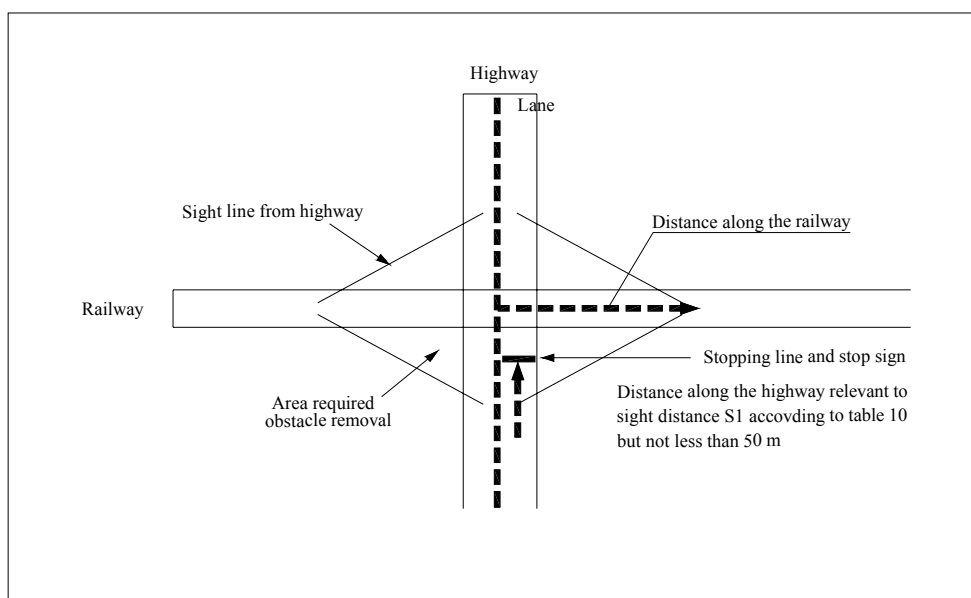 Highway
Lane
Sight line from highway
Distance along the railway
Railway
Stopping line and stop sign
Area required
obstacle removal
Distance along the highway relevant to
sight distance S1 accovding to table 10
but not less than 50 m